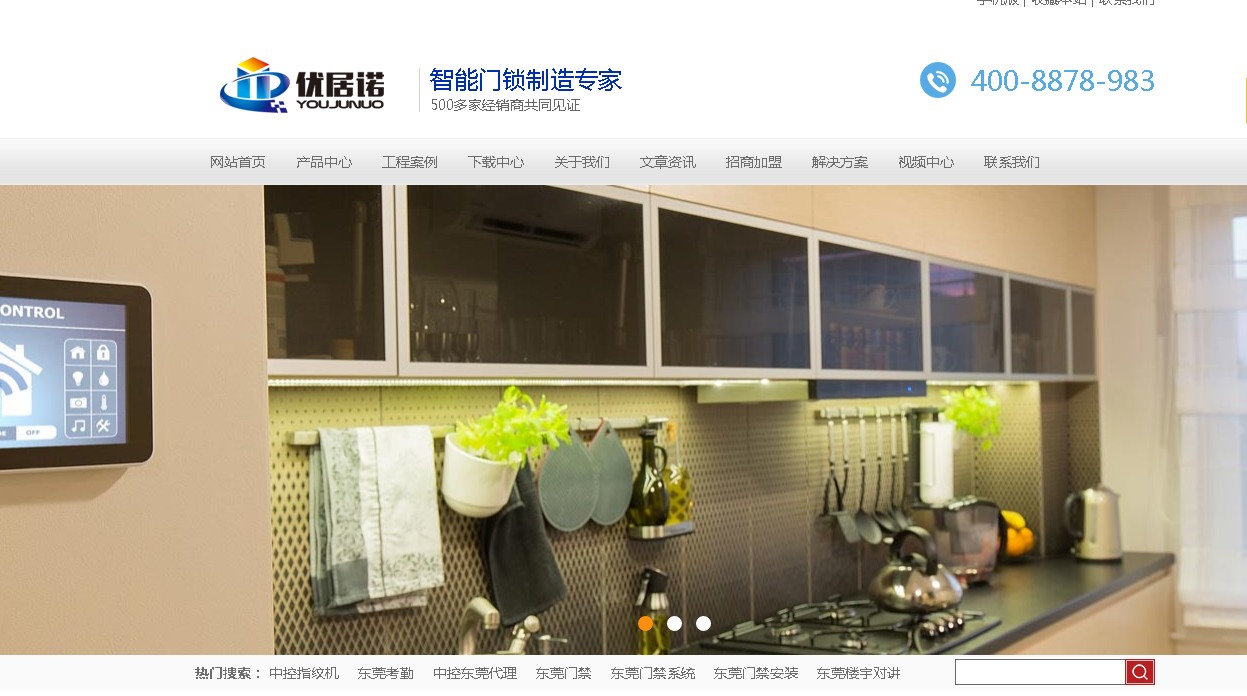 手机版 | 收藏本站 | 联系我们
优居诺
YOUJUNUO
智能门锁制造专家
500多家经销商共同见证
400-8878-983
网站首页 产品中心 工程案例 下载中心 关于我们 文章资讯 招商加盟 解决方案 视频中心 联系我们
ONTROL
OFF
热门搜索： 中控指纹机 东莞考勤 中控东莞代理 东莞门禁 东莞门禁系统 东莞门禁安装 东莞楼宇对讲